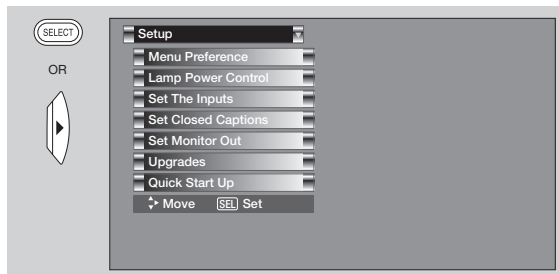 SELECT
OR
Setup
Menu Preference
Lamp Power Control
Set The Inputs
Set Closed Captions
Set Monitor Out
Upgrades
Quick Start Up
Move SEL Set